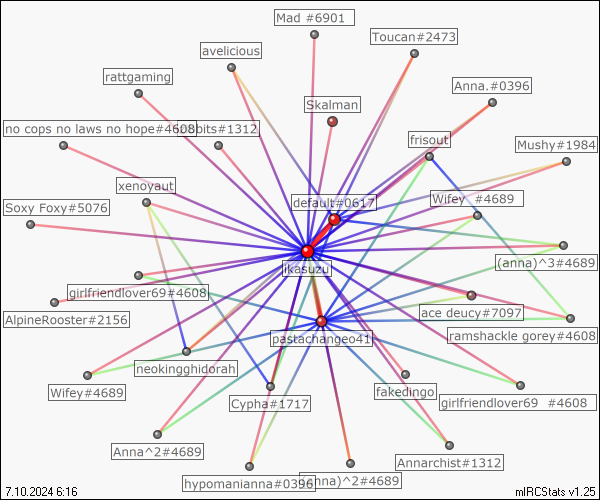 Mad #6901
Toucan#2473
avelicious
rattgaming
Anna.#0396
Skalman
no cops no laws no hope#4608
bits#1312
frisout
Mushy#1984
xenoyaut
default#0617
Wifey #4689
Soxy Foxy#5076
(anna)^3#4689
ikasuzu
girlfriendlover69#4608
AlpineRooster#2156
ace deucy#7097
pastachangeo41
ramshackle gorey#4608
neokingghidorah
Wifey#4689
Cypha#1717
fakedingo
girlfriendlover69 #4608
Anna^2#4689
Annarchist#1312
hypomanianna#0396
nna)^2#4689
7.10.2024 6:16
mIRCStats v1.25